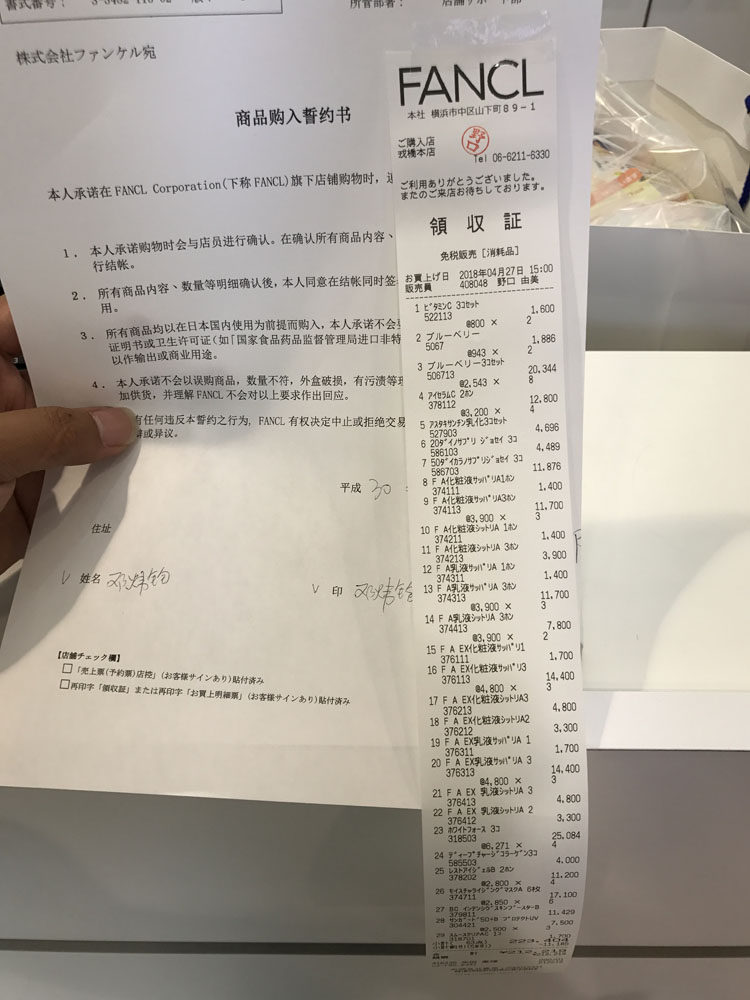 書式番号：
所管部署：
株式会社ファンケル宛
商品购入誓约书
本人承诺在 FANCL Corporation(下称 FANCL)旗下店铺购物时，
1． 本人承诺购物时会与店员进行确认。在确认所有商品内容、
行结帐。
2． 所有商品内容、数量等明细确认後，本人同意在结帐同时签
用。
3． 所有商品均以在日本国内使用为前提而购入，本人承诺不会
证明书或卫生许可证(如「国家食品药品监督管理局进口非特
以作输出或商业用途。
4． 本人承诺不会以误购商品，数量不符，外盒破损，有污渍等
加供货，并理解 FANCL 不会对以上要求作出回应。
有任何违反本誓约之行为, FANCL 有权决定中止或拒绝交易
或异议。
平成 30
住址
V 姓名
V 印
【店舗チェック欄】
□「売上票(予約票)店控」(お客様サインあり)貼付済み
□再印字「領収証」または再印字「お買上明細票」(お客様サインあり)貼付済み
FANCL
本社 横浜市中区山下町８９－１
ご購入店
戎橋本店
野口
Tel 06-6211-6330
ご利用ありがとうございました。
またのご来店お待ちしております。
領 収 証
免税販売 [消耗品]
お買上げ日 2018年04月27日 15:00
販売員 408048 野口 由美
1 ﾋﾞﾀﾐﾝC 3ｺｾｯﾄ
522113 1,600
@800 × 2
2 ブルーベリー
5067 1,886
@943 × 2
3 ブルーベリー3ｺｾｯﾄ
506713 20,344
@2,543 × 8
4 ｱｲｾﾗﾑC 2ﾎﾝ
378112 12,800
@3,200 × 4
5 ｱｽﾀｷｻﾝﾁﾝ乳化3ｺｾｯﾄ
527903 4,696
6 20ﾀﾞｲﾉｻﾌﾟﾘ ｼﾞｮｾｲ 3ｺ
586103 4,489
7 50ﾀﾞｲｶﾗﾉｻﾌﾟﾘｼﾞｮｾｲ 3ｺ
586703 11,876
8 F A化粧液ｻｯﾊﾟﾘA1ﾎﾝ
374111 1,400
9 F A化粧液ｻｯﾊﾟﾘA3ﾎﾝ
374113 11,700
@3,900 × 3
10 F A化粧液ｼｯﾄﾘA 1ﾎﾝ
374211 1,400
11 F A化粧液ｼｯﾄﾘA 3ﾎﾝ
374213 3,900
12 F A乳液ｻｯﾊﾟﾘA 1ﾎﾝ
374311 1,400
13 F A乳液ｻｯﾊﾟﾘA 3ﾎﾝ
374313 11,700
@3,900 × 3
14 F A乳液ｼｯﾄﾘA 3ﾎﾝ
374413 7,800
@3,900 × 2
15 F A EX化粧液ｻｯﾊﾟﾘ1
376111 1,700
16 F A EX化粧液ｻｯﾊﾟﾘ3
376113 14,400
@4,800 × 3
17 F A EX化粧液ｼｯﾄﾘA3
376213 4,800
18 F A EX化粧液ｼｯﾄﾘA2
376212 3,300
19 F A EX乳液ｻｯﾊﾟﾘA 1
376311 1,700
20 F A EX乳液ｻｯﾊﾟﾘA 3
376313 14,400
@4,800 × 3
21 F A EX 乳液ｼｯﾄﾘA 3
376413 4,800
22 F A EX 乳液ｼｯﾄﾘA 2
376412 3,300
23 ﾎﾜｲﾄﾌｫｰｽ 3ｺ
318503 25,084
@6,271 × 4
24 ﾃﾞｨｰﾌﾟﾁｬｰｼﾞｺﾗｰｹﾞﾝ3ｺ
585503 4,000
25 ﾚｽﾄｱｲｼﾞｪﾙB 2ﾎﾝ
378202 11,200
@2,800 × 4
26 ﾓｲｽﾁｬﾗｲｼﾞﾝｸﾞﾏｽｸA 6ﾏｲ
374711 17,100
@2,850 × 6
27 BC ｲﾝﾃﾝｼﾌﾞｽｷﾝﾌﾞｰｽﾀｰB
379811 11,429
28 ｻﾝｶﾞｰﾄﾞ50+B ﾌﾟﾛﾃｸﾄUV
304421 7,500
@2,500 × 3
29 ｽﾑｰｽｸﾘｱAC 1ｺ
318701 1,700
223,404